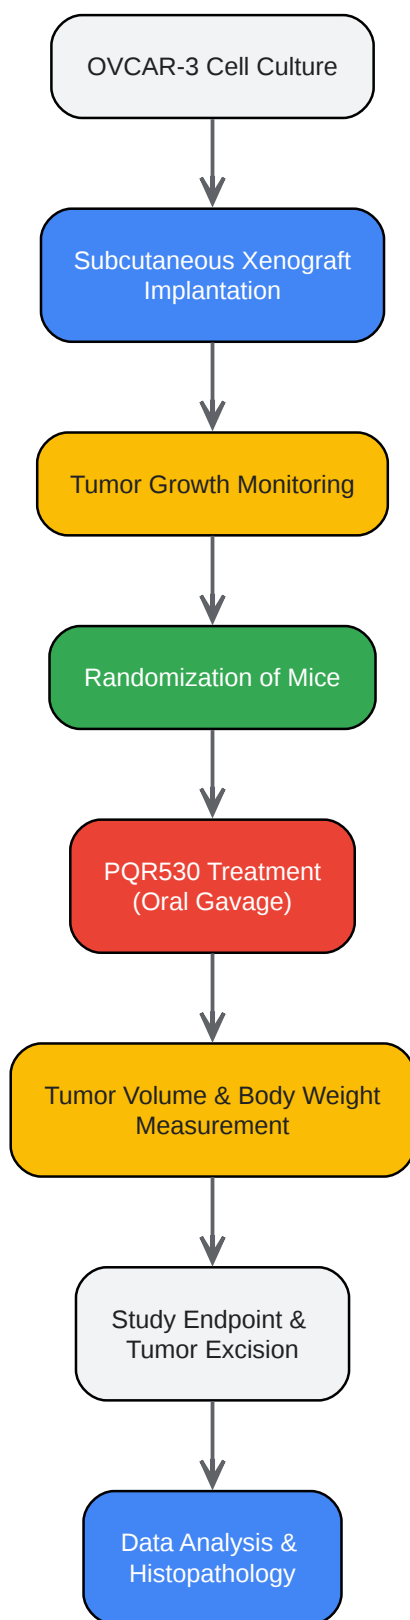 OVCAR-3 Cell Culture
Subcutaneous Xenograft
Implantation
Tumor Growth Monitoring
Randomization of Mice
PQR530 Treatment
(Oral Gavage)
Tumor Volume & Body Weight
Measurement
Study Endpoint &
Tumor Excision
Data Analysis &
Histopathology